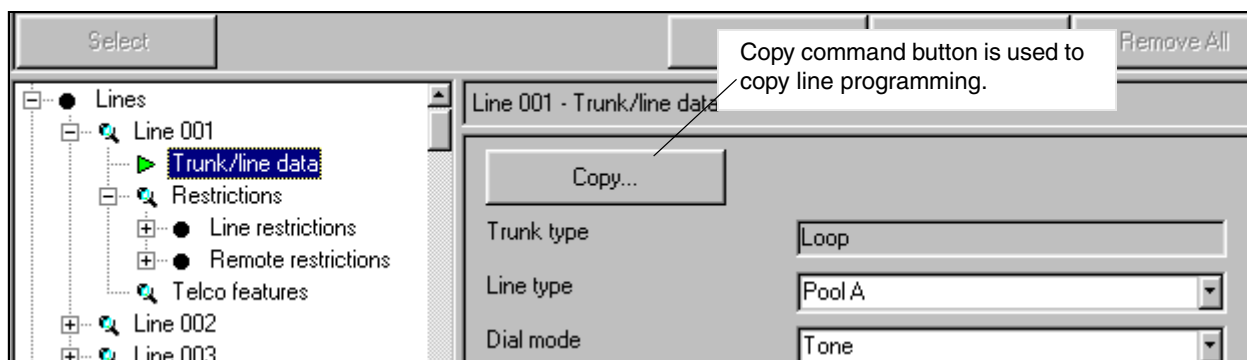 Select
Remove All
Copy command button is used to
copy line programming.
Lines
Line 001
Trunk/line data
Restrictions
Line restrictions
Remote restrictions
Telco features
Line 002
Line 003
Line 001 - Trunk/line data
Copy...
Trunk type
Loop
Line type
Pool A
Dial mode
Tone